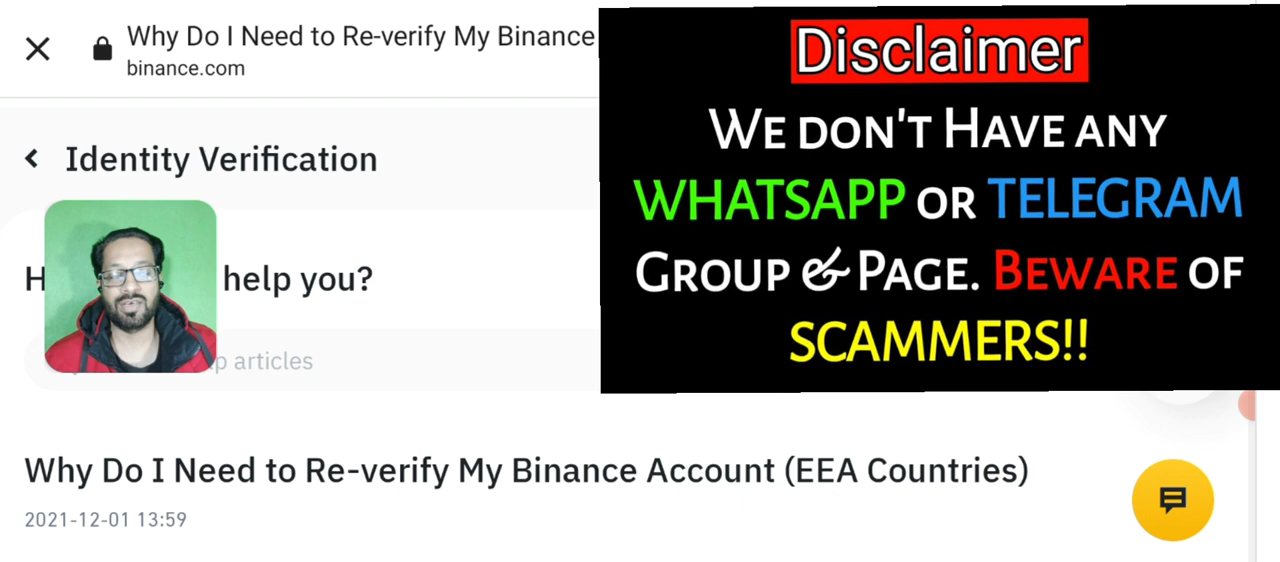 Why Do I Need to Re-verify My Binance
binance.com
Identity Verification
H help you?
p articles
Disclaimer
WE DON'T HAVE ANY
WHATSAPP OR TELEGRAM
GROUP & PAGE. BEWARE OF
SCAMMERS!!
Why Do I Need to Re-verify My Binance Account (EEA Countries)
2021-12-01 13:59